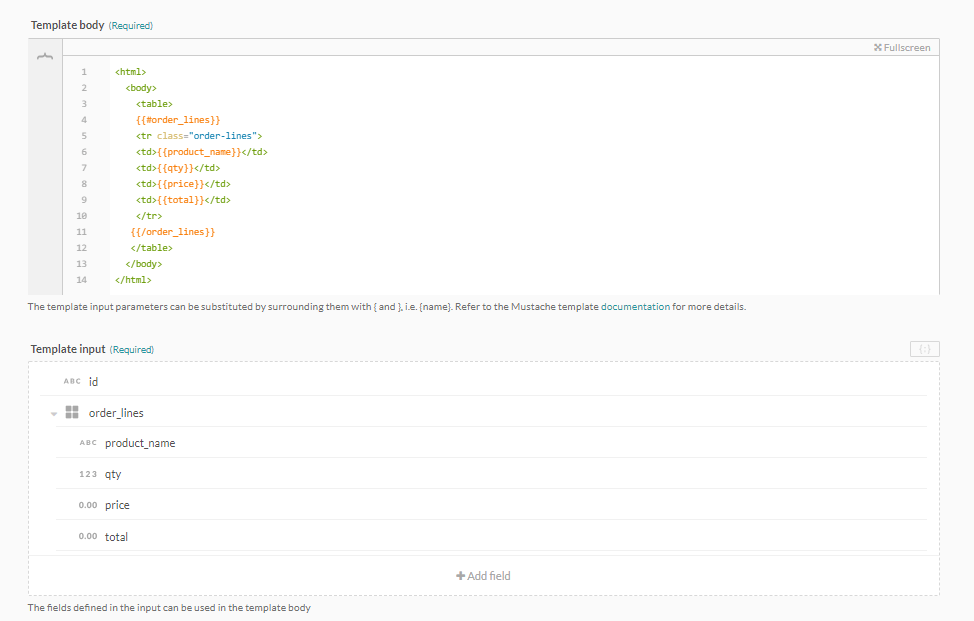 Template body (Required)
Fullscreen
1 <html>
2 <body>
3 <table>
4 {{#order_lines}}
5 <tr class="order-lines">
6 <td>{{product_name}}</td>
7 <td>{{qty}}</td>
8 <td>{{price}}</td>
9 <td>{{total}}</td>
10 </tr>
11 {{/order_lines}}
12 </table>
13 </body>
14 </html>
The template input parameters can be substituted by surrounding them with { and }, i.e. {name}. Refer to the Mustache template documentation for more details.
Template input (Required)
{;}
ABC id
order_lines
ABC product_name
123 qty
0.00 price
0.00 total
+ Add field
The fields defined in the input can be used in the template body